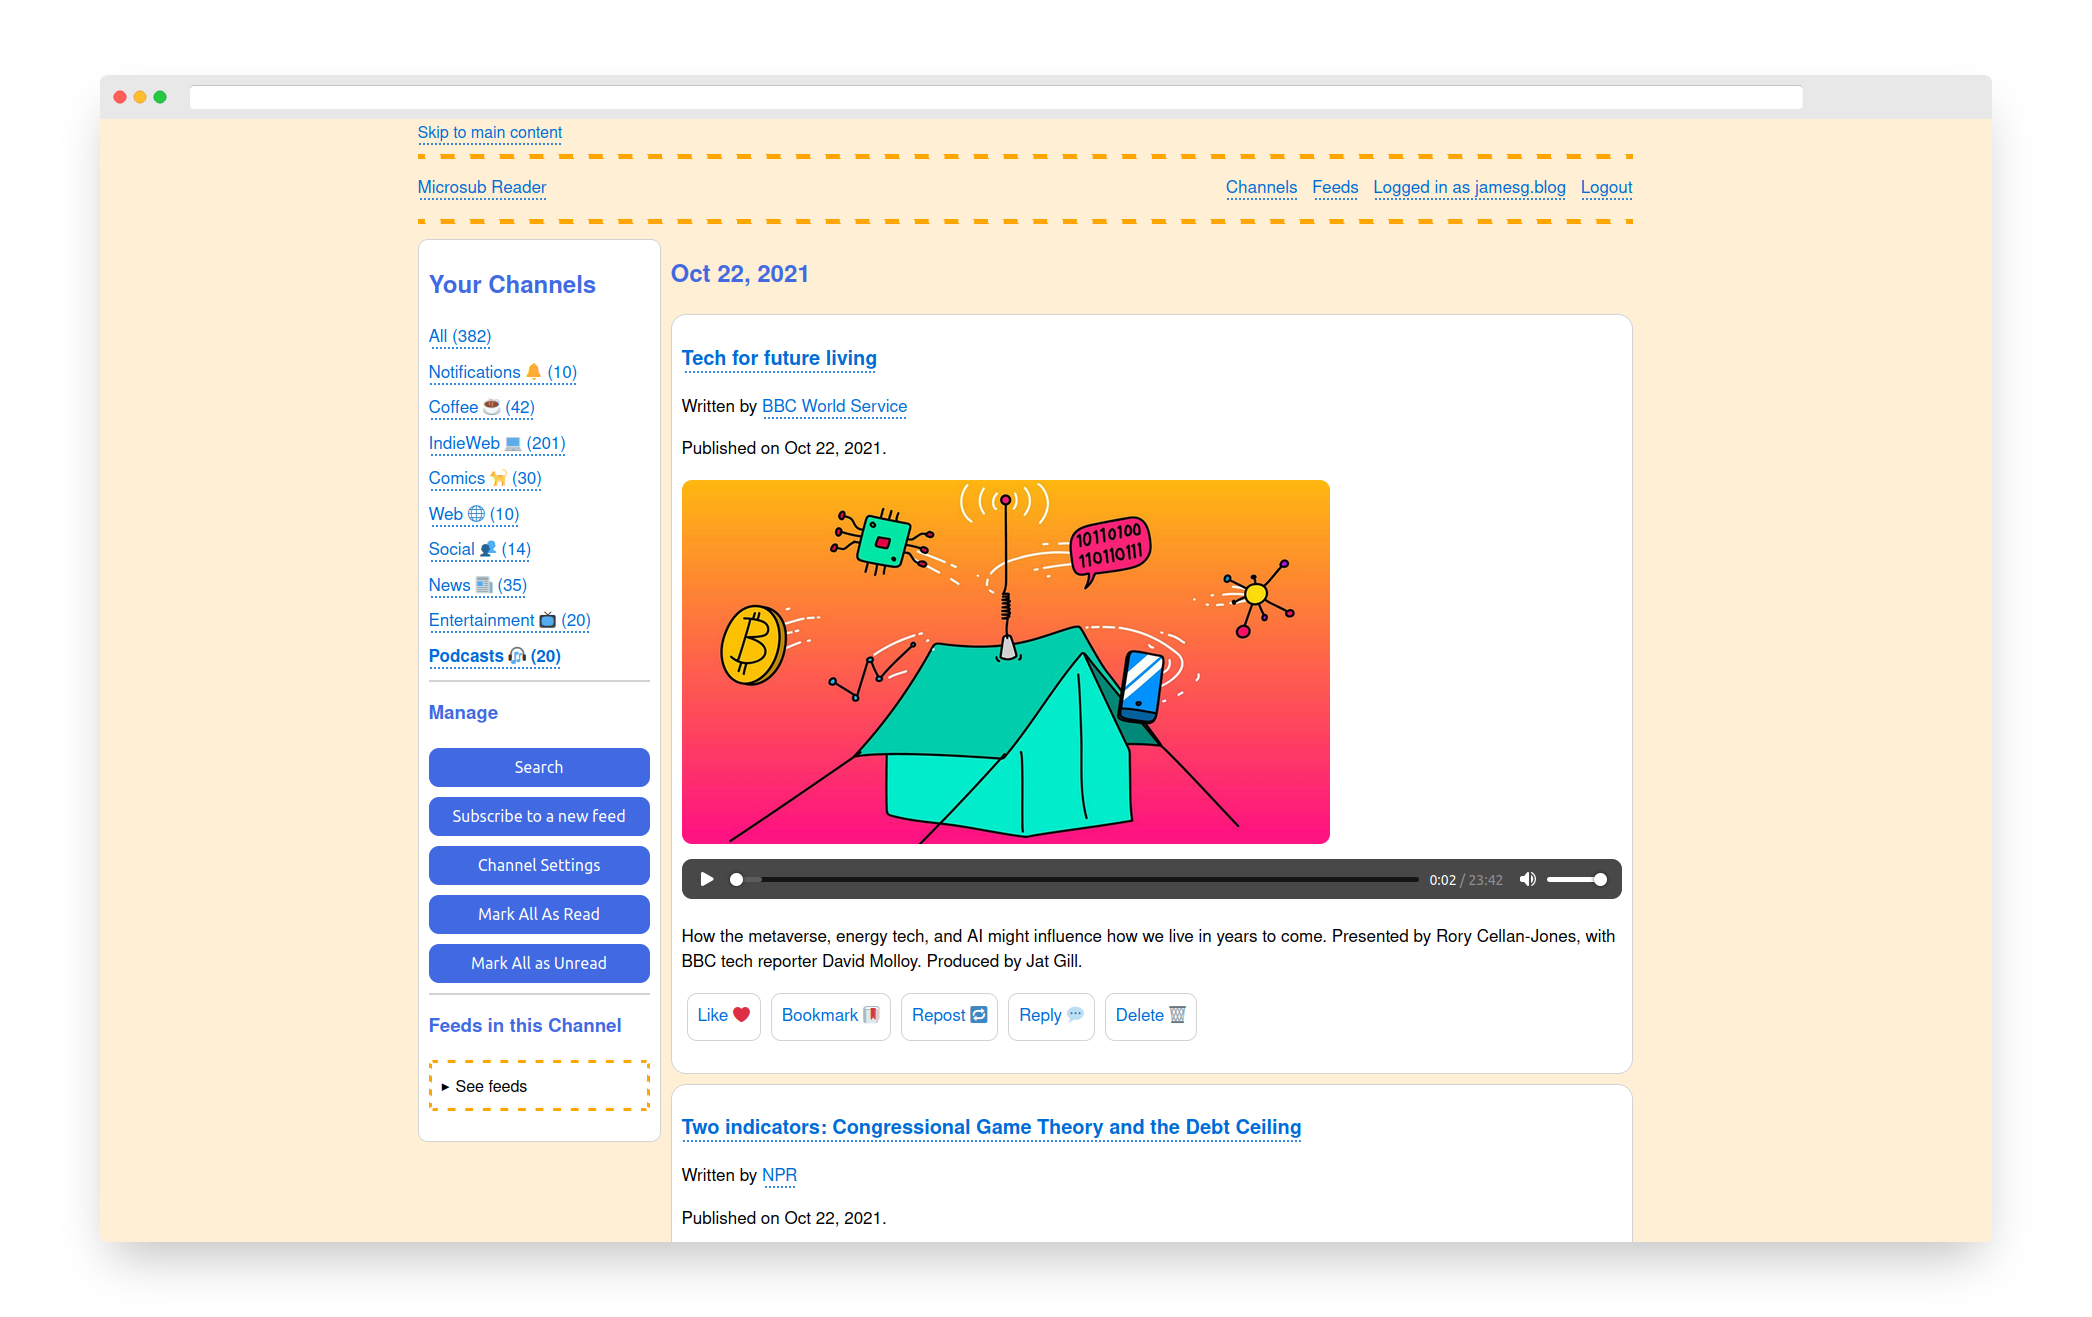 Skip to main content
Microsub Reader
Channels Feeds Logged in as jamesg.blog Logout
Your Channels
All (382)
Notifications 🔔 (10)
Coffee ☕ (42)
IndieWeb 💻 (201)
Comics 🐈 (30)
Web 🌐 (10)
Social 👥 (14)
News 📰 (35)
Entertainment 📺 (20)
Podcasts 🎧 (20)
Manage
Search
Subscribe to a new feed
Channel Settings
Mark All As Read
Mark All as Unread
Feeds in this Channel
▸ See feeds
Oct 22, 2021
Tech for future living
Written by BBC World Service
Published on Oct 22, 2021.
10110100
110110111
0:02 / 23:42
How the metaverse, energy tech, and AI might influence how we live in years to come. Presented by Rory Cellan-Jones, with
BBC tech reporter David Molloy. Produced by Jat Gill.
Like ❤️ Bookmark 🔖 Repost 🔁 Reply 💬 Delete 🗑️
Two indicators: Congressional Game Theory and the Debt Ceiling
Written by NPR
Published on Oct 22, 2021.